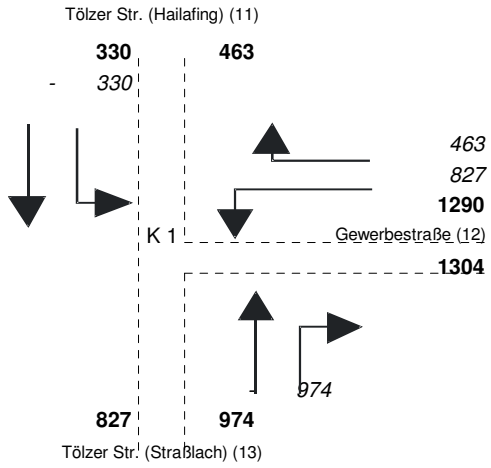 Tölzer Str. (Hailafing) (11)
330 463
- 330
463
827
1290
K 1 Gewerbestraße (12)
1304
- 974
827 974
Tölzer Str. (Straßlach) (13)